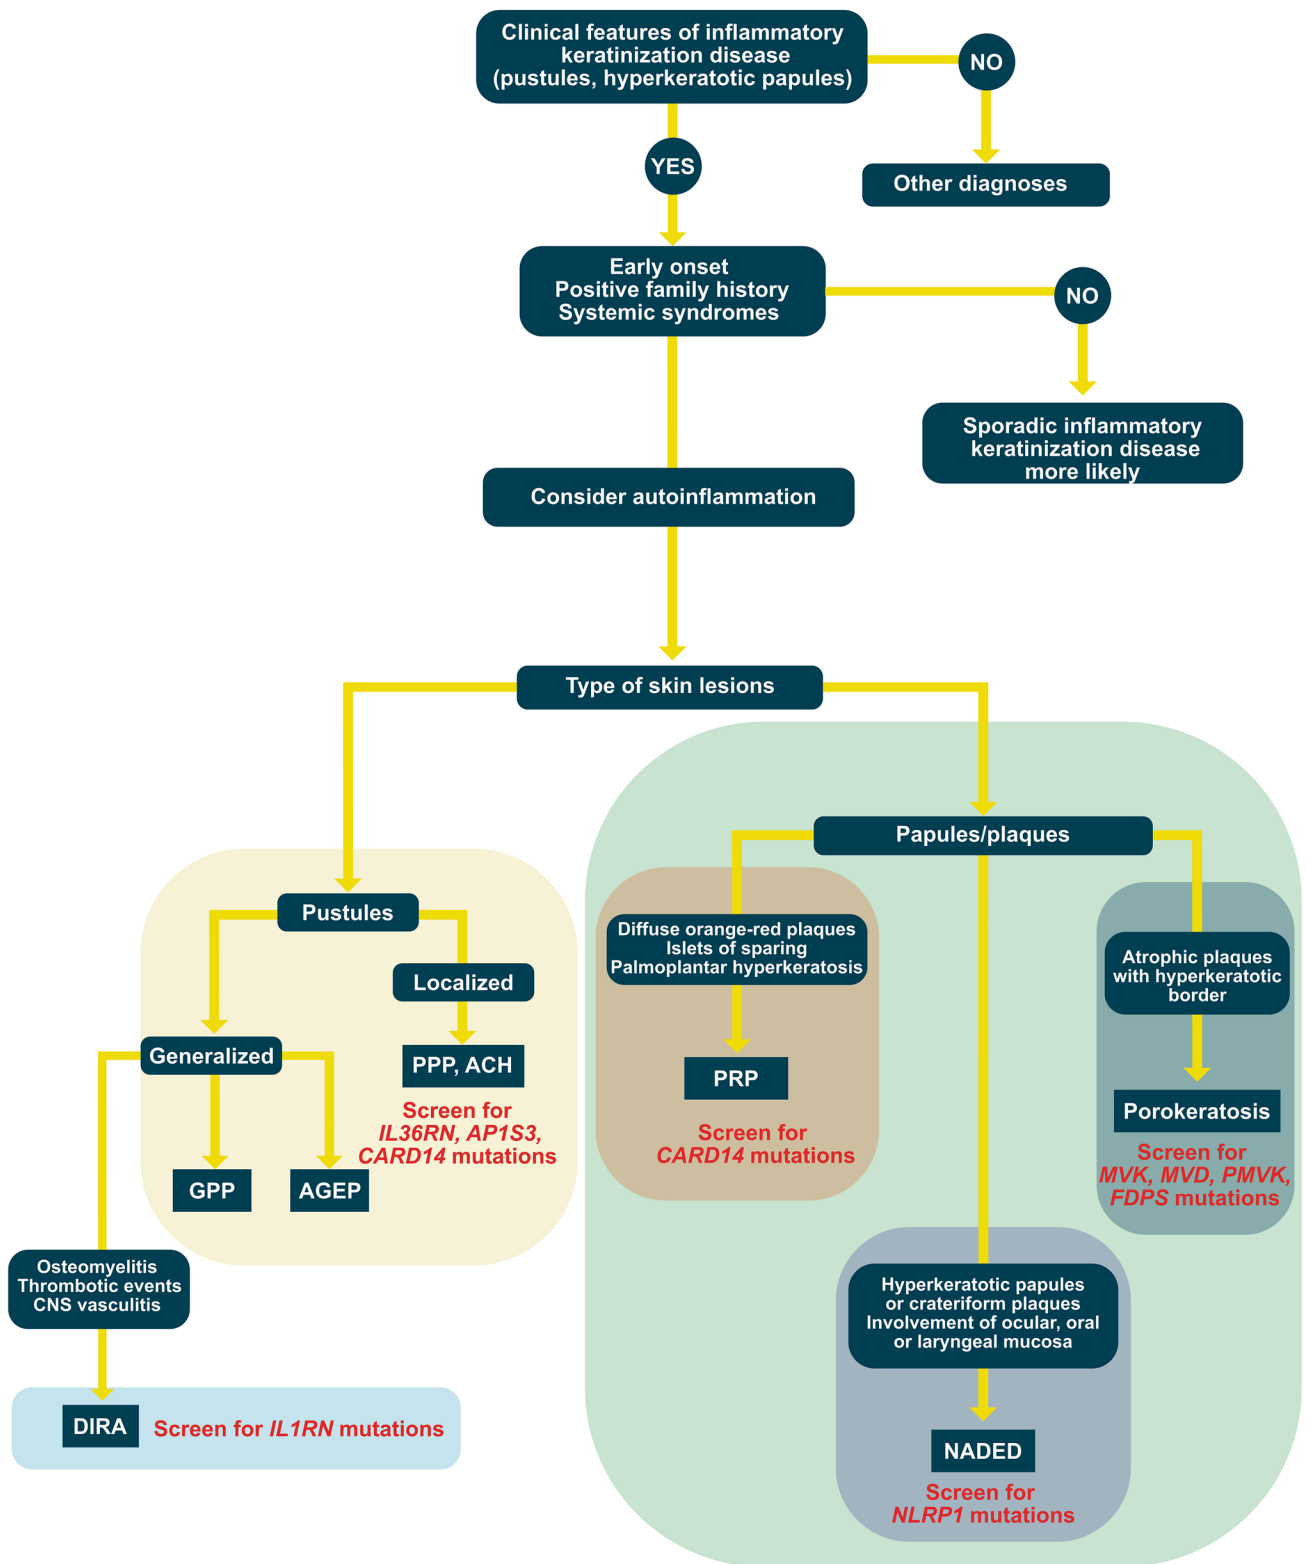 Clinical features of inflammatory
keratinization disease
(pustules, hyperkeratotic papules)
NO
YES
Other diagnoses
Early onset
Positive family history
Systemic syndromes
NO
Sporadic inflammatory
keratinization disease
more likely
Consider autoinflammation
Type of skin lesions
Pustules
Localized
Generalized
PPP, ACH
Screen for
IL36RN, AP1S3,
CARD14 mutations
GPP
AGEP
Osteomyelitis
Thrombotic events
CNS vasculitis
DIRA
Screen for IL1RN mutations
Papules/plaques
Diffuse orange-red plaques
Islets of sparing
Palmoplantar hyperkeratosis
PRP
Screen for
CARD14 mutations
Atrophic plaques
with hyperkeratotic
border
Porokeratosis
Screen for
MVK, MVD, PMVK,
FDPS mutations
Hyperkeratotic papules
or crateriform plaques
Involvement of ocular, oral
or laryngeal mucosa
NADED
Screen for
NLRP1 mutations